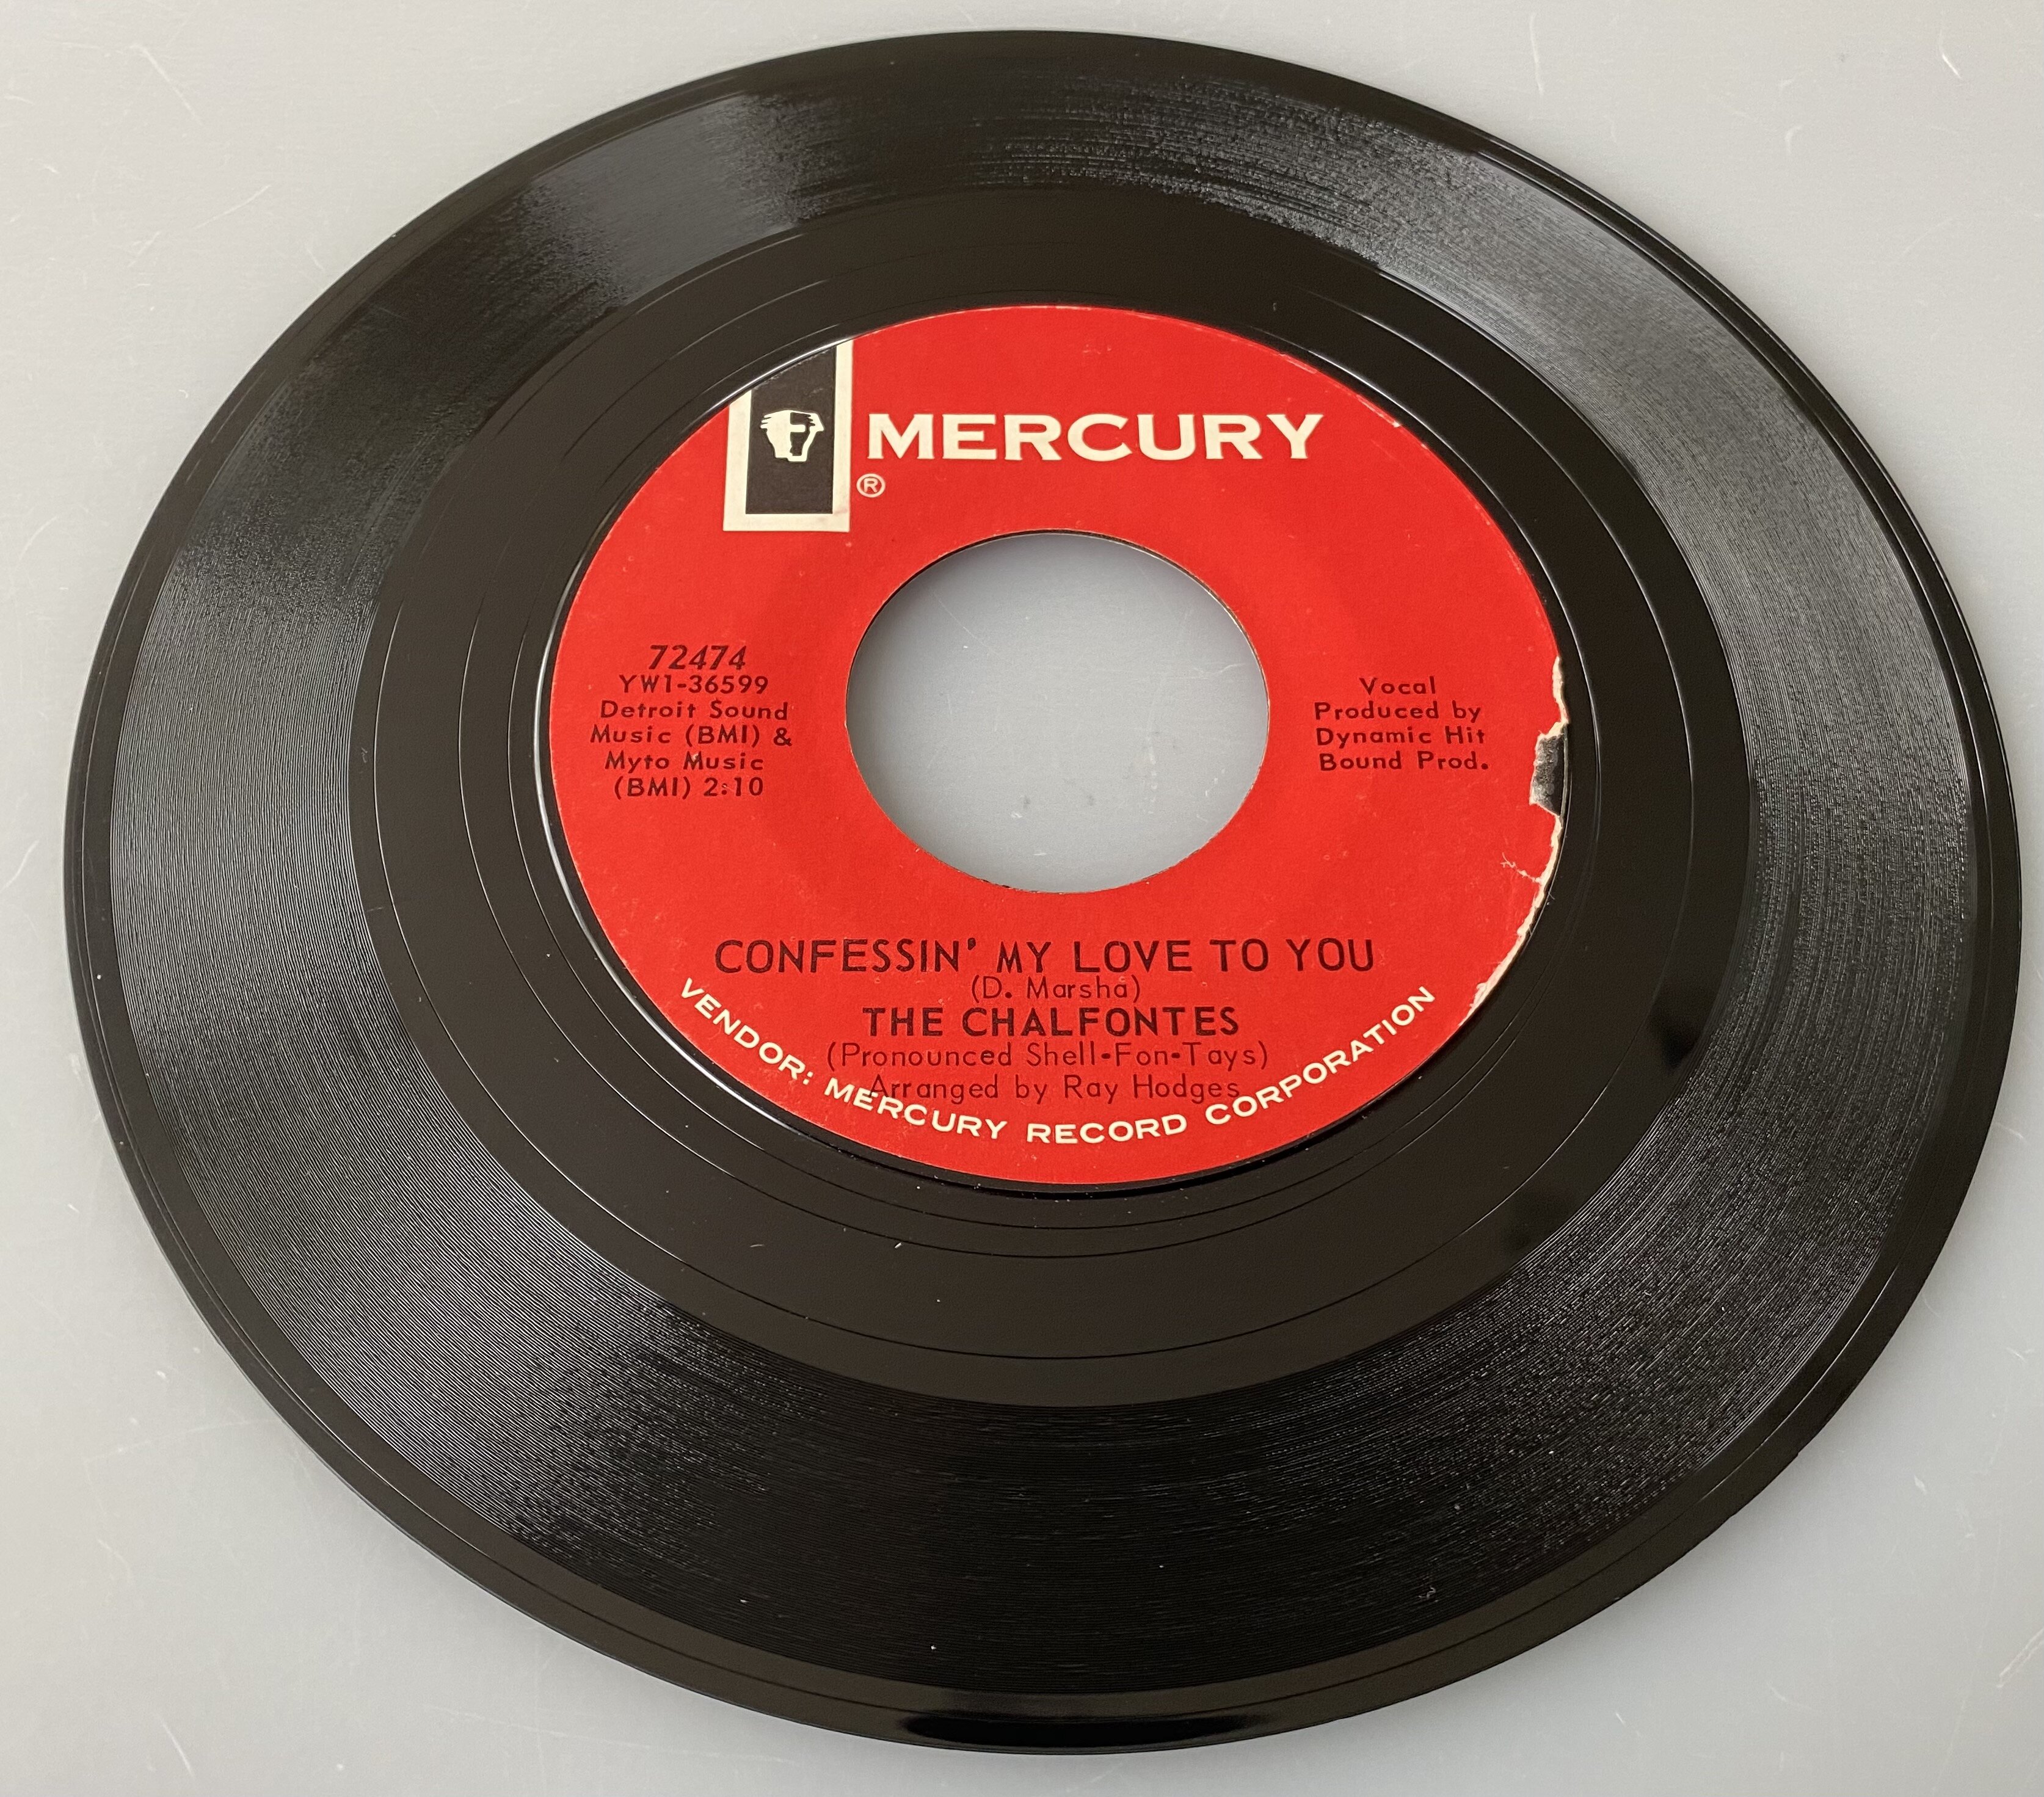 MERCURY
®
72474
YW1-36599
Detroit Sound
Music (BMI) &
Myto Music
(BMI) 2:10
Vocal
Produced by
Dynamic Hit
Bound Prod.
CONFESSIN' MY LOVE TO YOU
(D. Marsha)
THE CHALFONTES
(Pronounced Shell-Fon-Tays)
Arranged by Ray Hodges
VENDOR: MERCURY RECORD CORPORATION